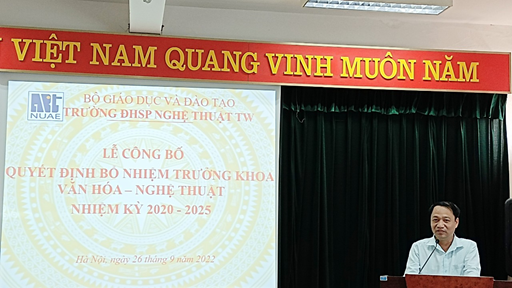 VIỆT NAM QUANG VINH MUÔN NĂM
BỘ GIÁO DỤC VÀ ĐÀO TẠO
TRƯỜNG ĐHSP NGHỆ THUẬT TW
Art
NUAE
LỄ CÔNG BỐ
QUYẾT ĐỊNH BỔ NHIỆM TRƯỞNG KHOA
VĂN HÓA – NGHỆ THUẬT
NHIỆM KỲ 2020 - 2025
Hà Nội, ngày 26 tháng 9 năm 2022